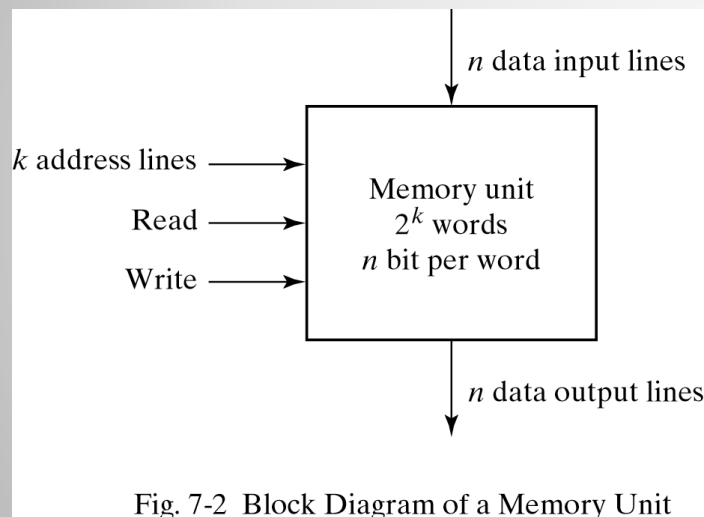 n data input lines
k address lines
Read
Write
Memory unit
2^k words
n bit per word
n data output lines
Fig. 7-2 Block Diagram of a Memory Unit